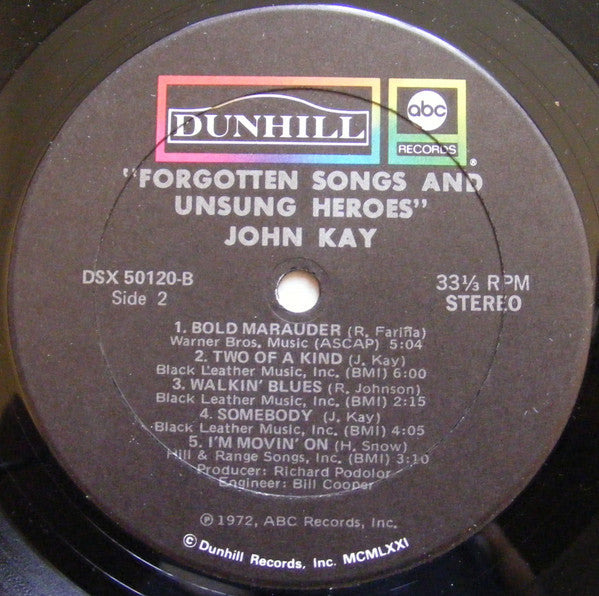 DUNHILL
abc
RECORDS
®
"FORGOTTEN SONGS AND
UNSUNG HEROES"
JOHN KAY
DSX 50120-B
Side 2
33⅓ RPM
STEREO
1. BOLD MARAUDER (R. Fariña)
Warner Bros. Music (ASCAP) 5:04
2. TWO OF A KIND (J. Kay)
Black Leather Music, Inc. (BMI) 6:00
3. WALKIN' BLUES (R. Johnson)
Black Leather Music, Inc. (BMI) 2:15
4. SOMEBODY (J. Kay)
Black Leather Music, Inc. (BMI) 4:05
5. I'M MOVIN' ON (H. Snow)
Hill & Range Songs, Inc. (BMI) 3:10
Producer: Richard Podolor
Engineer: Bill Cooper
℗1972, ABC Records, Inc.
© Dunhill Records, Inc. MCMLXXI